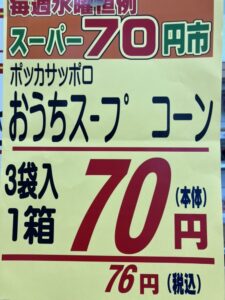 毎週水曜恒例
スーパー70円市
ポッカサッポロ
おうちスープ コーン
3袋入
1箱 70円(本体)
76円(税込)